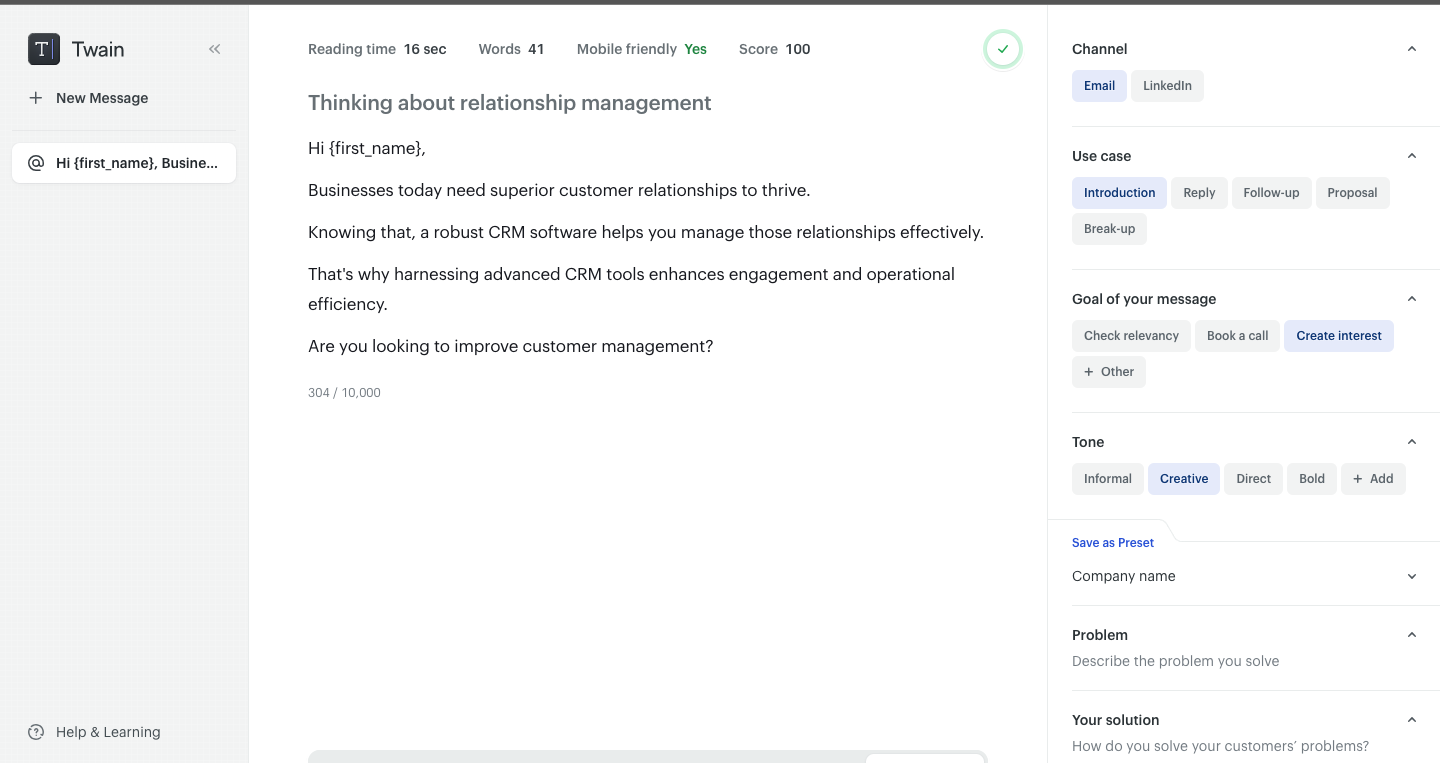 T
Twain
New Message
Hi {first_name}, Busine...
Help & Learning
Reading time 16 sec Words 41 Mobile friendly Yes Score 100
Thinking about relationship management
Hi {first_name},
Businesses today need superior customer relationships to thrive.
Knowing that, a robust CRM software helps you manage those relationships effectively.
That's why harnessing advanced CRM tools enhances engagement and operational
efficiency.
Are you looking to improve customer management?
304 / 10,000
Channel
Email LinkedIn
Use case
Introduction Reply Follow-up Proposal
Break-up
Goal of your message
Check relevancy Book a call Create interest
+ Other
Tone
Informal Creative Direct Bold + Add
Save as Preset
Company name
Problem
Describe the problem you solve
Your solution
How do you solve your customers' problems?